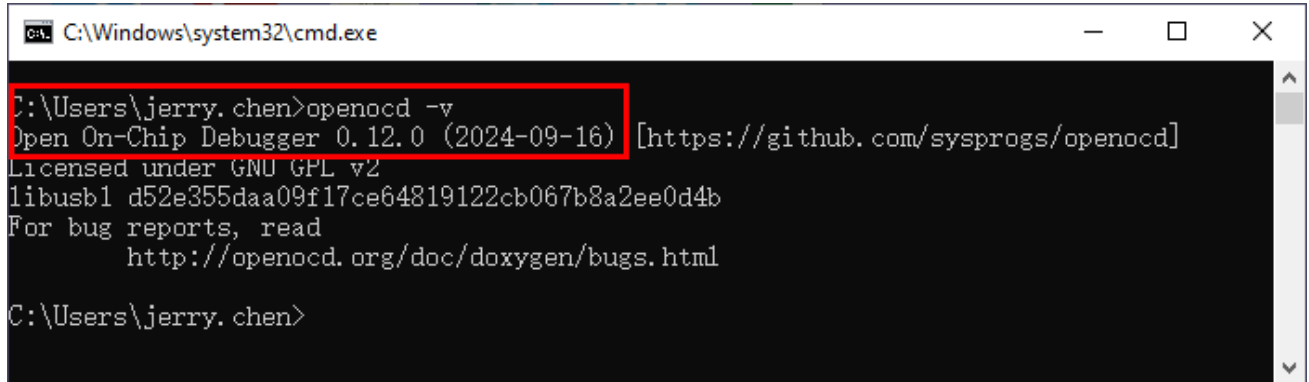 C:\Windows\system32\cmd.exe
C:\Users\jerry.chen>openocd -v
Open On-Chip Debugger 0.12.0 (2024-09-16) [https://github.com/sysprogs/openocd]
Licensed under GNU GPL v2
libusb1 d52e355daa09f17ce64819122cb067b8a2ee0d4b
For bug reports, read
        http://openocd.org/doc/doxygen/bugs.html
C:\Users\jerry.chen>